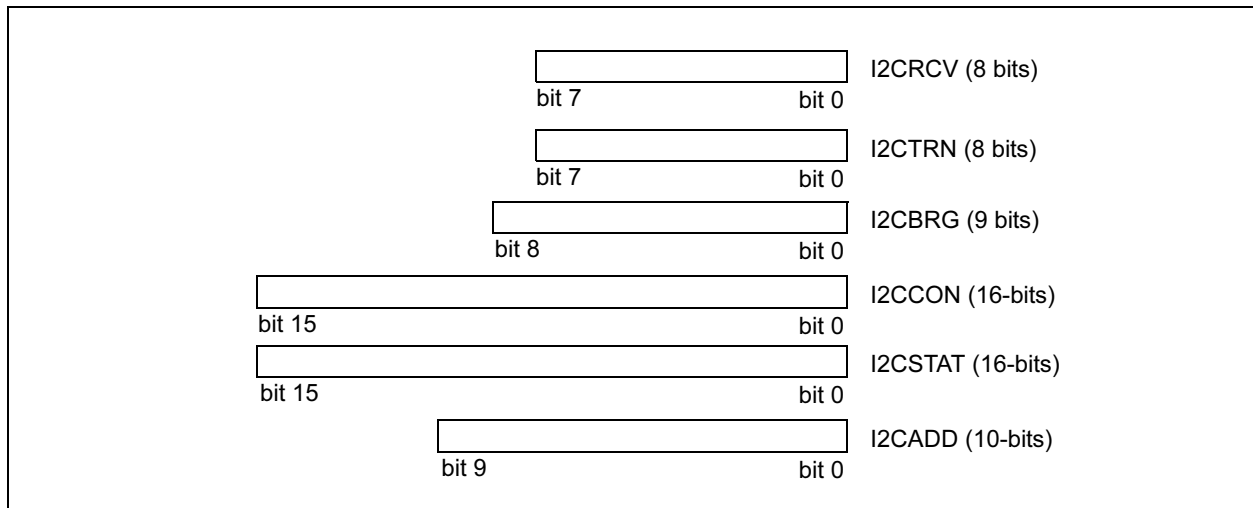 I2CRCV (8 bits)
bit 7 bit 0
I2CTRN (8 bits)
bit 7 bit 0
I2CBRG (9 bits)
bit 8 bit 0
I2CCON (16-bits)
bit 15 bit 0
I2CSTAT (16-bits)
bit 15 bit 0
I2CADD (10-bits)
bit 9 bit 0